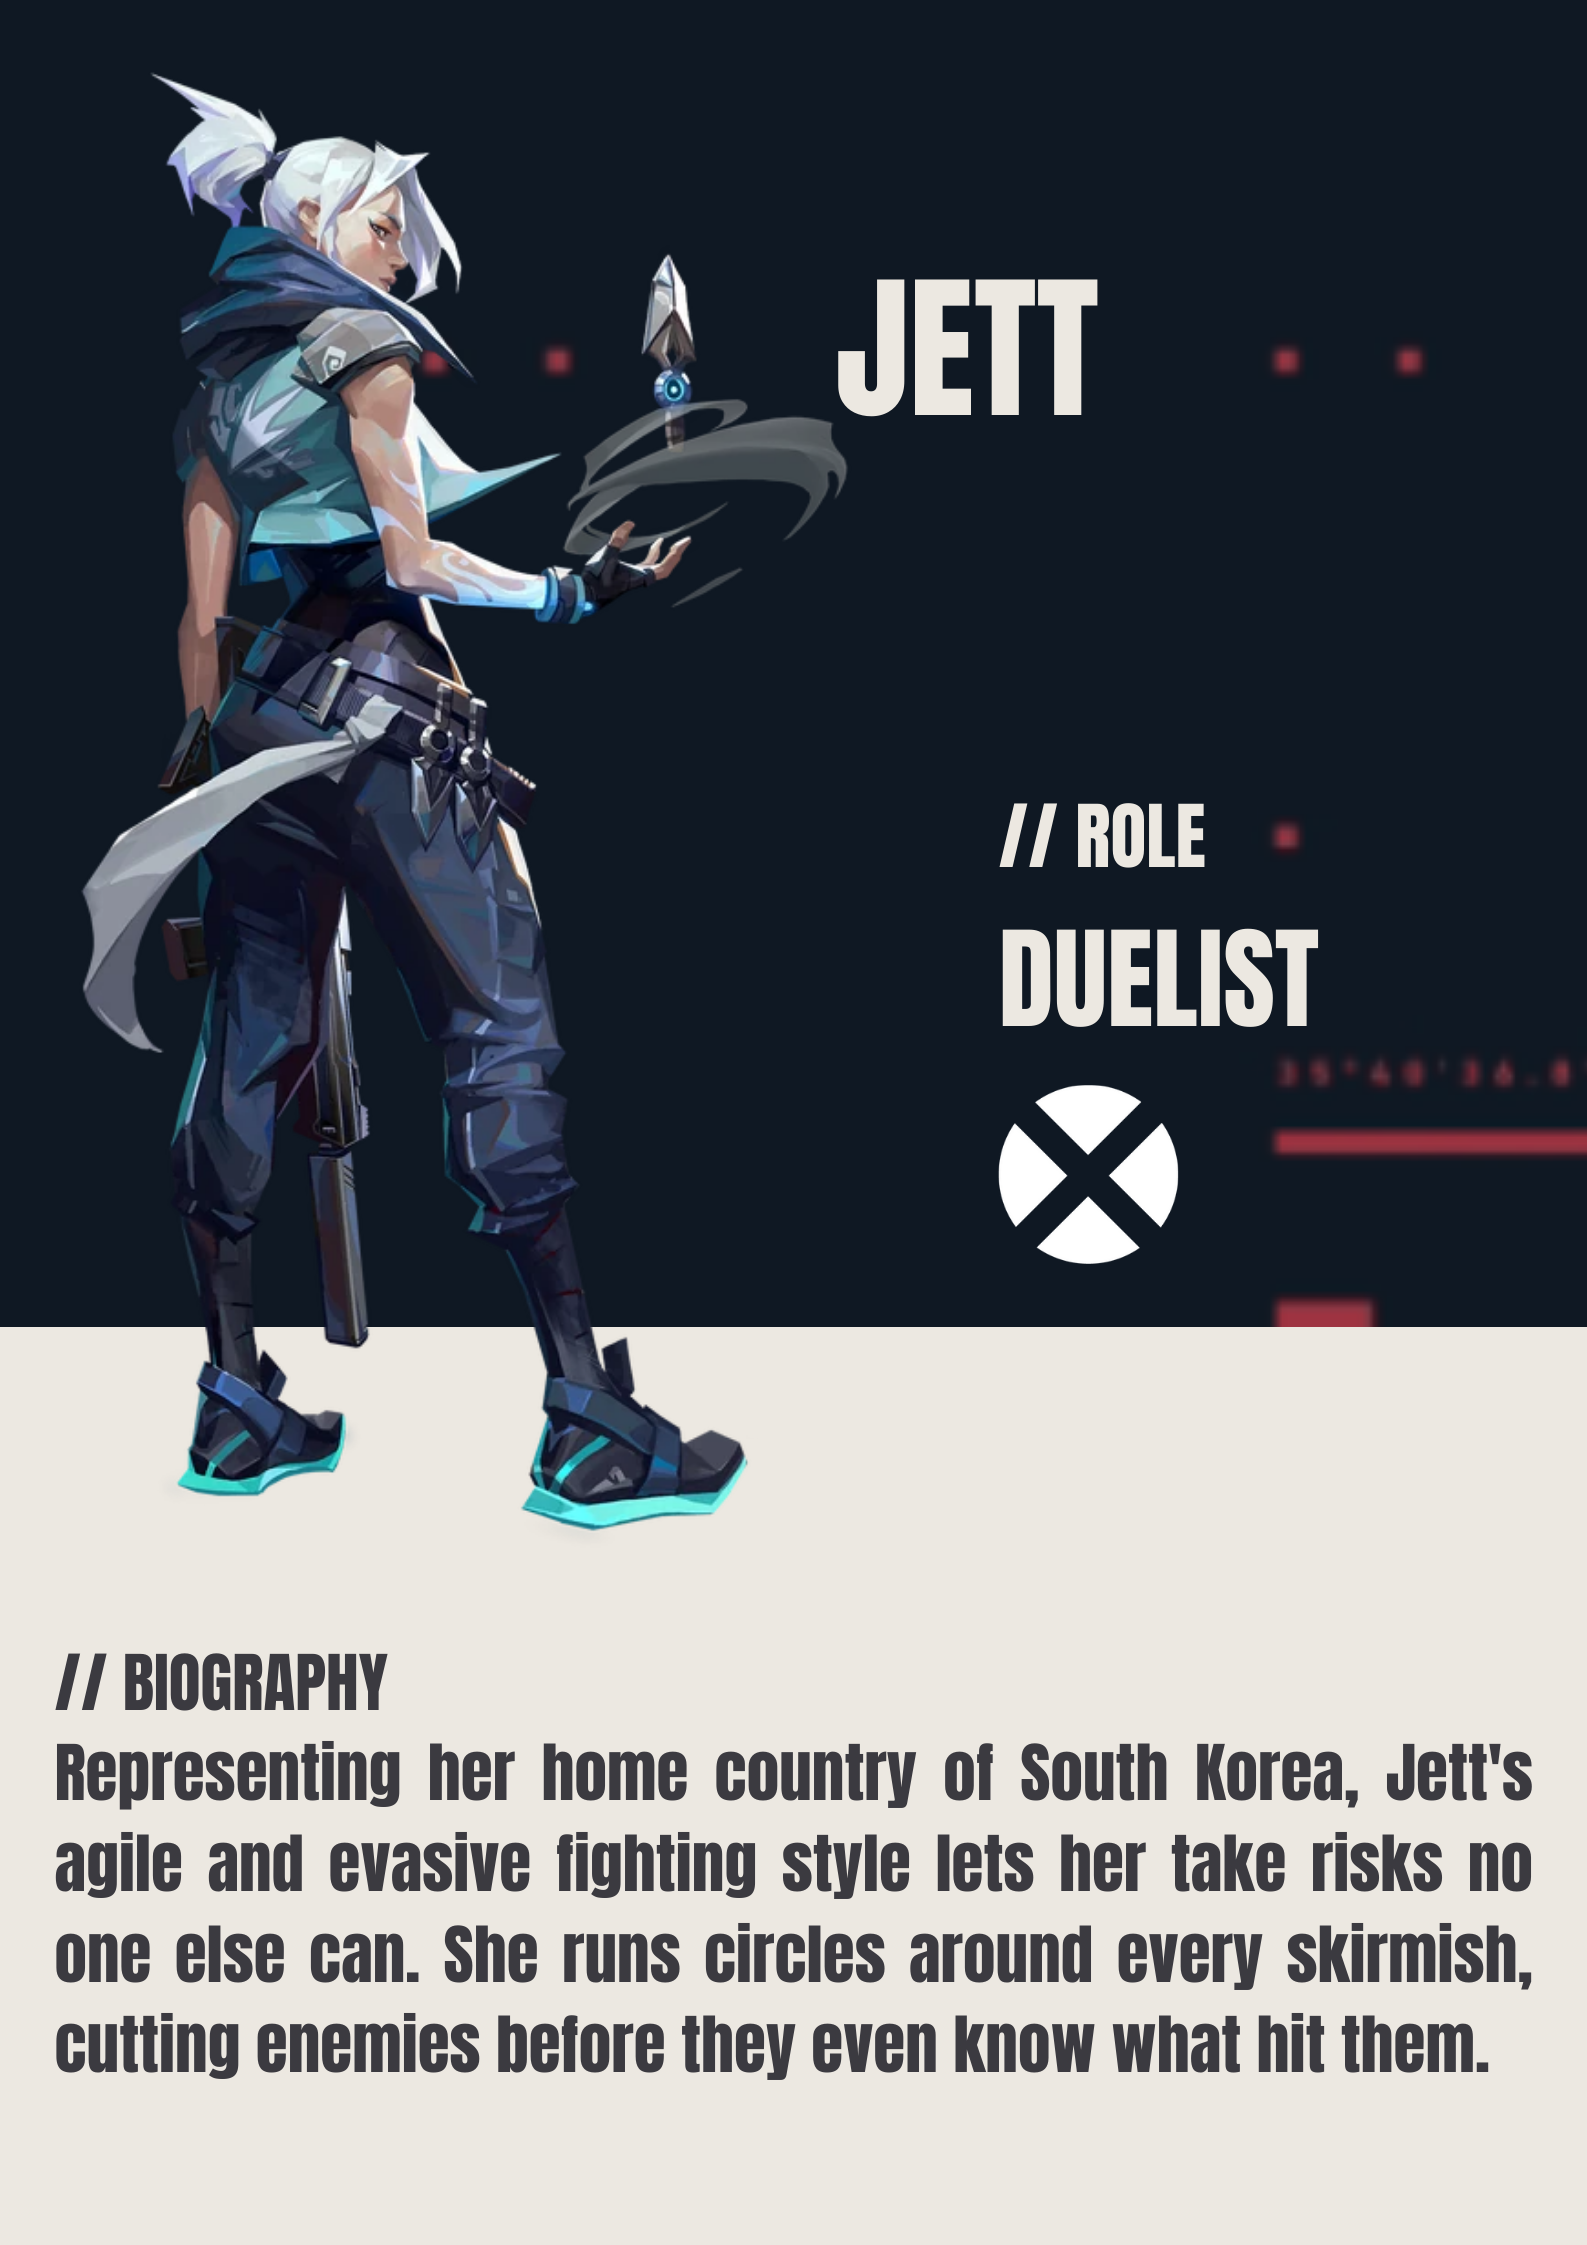 JETT
// ROLE
DUELIST
35°40'36.8
// BIOGRAPHY
Representing her home country of South Korea, Jett's
agile and evasive fighting style lets her take risks no
one else can. She runs circles around every skirmish,
cutting enemies before they even know what hit them.